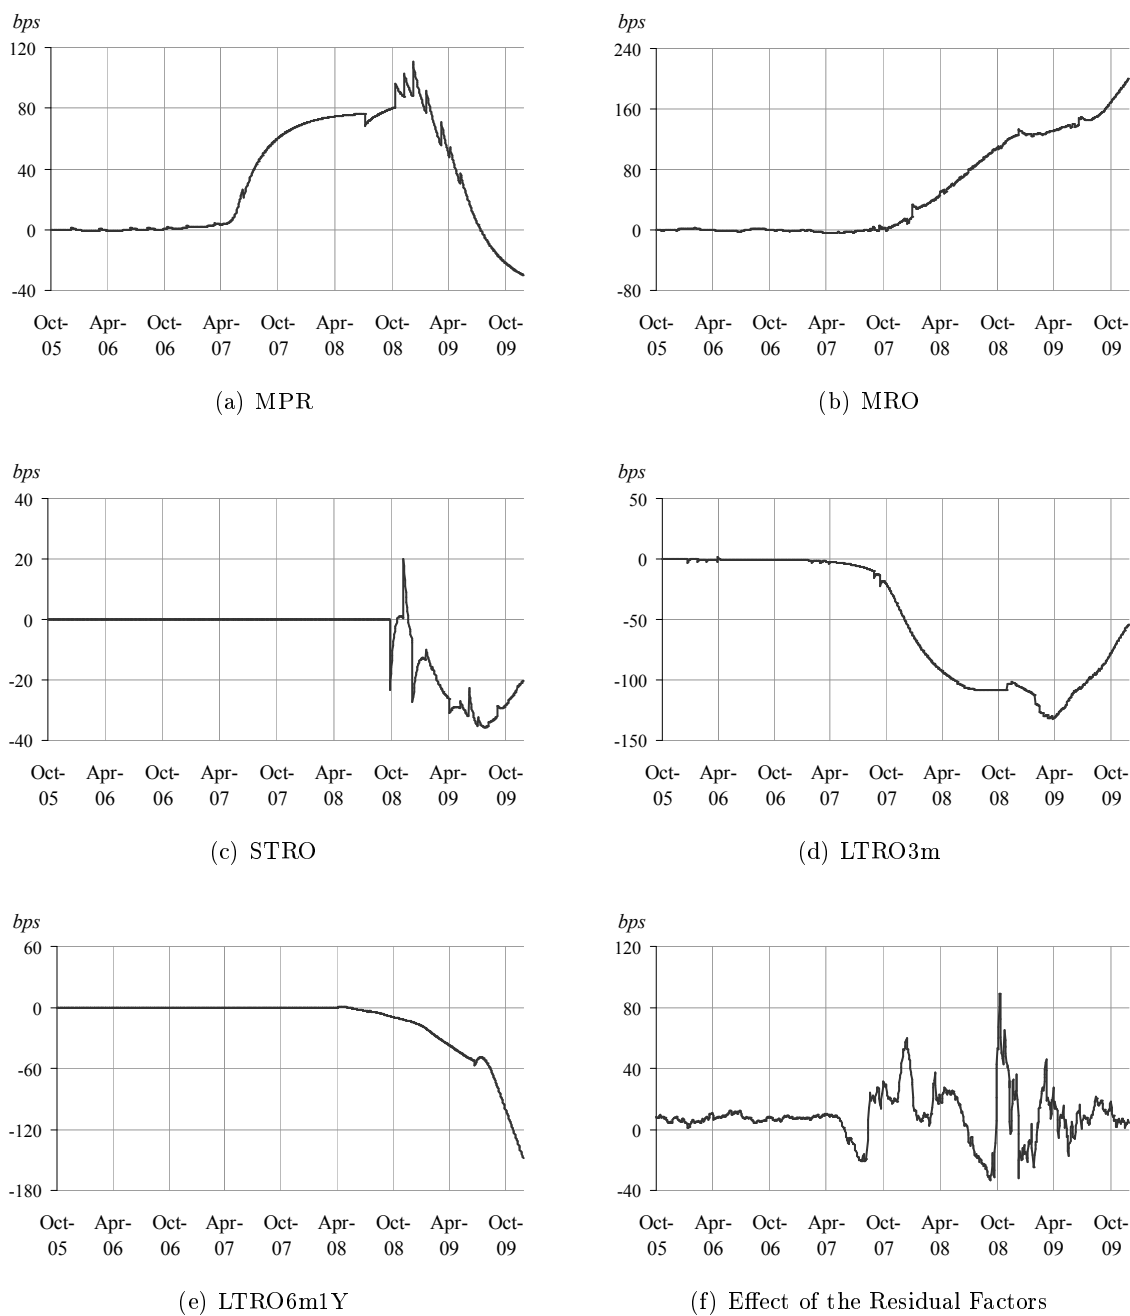 bps
120
80
40
0
-40
Oct-05 Apr-06 Oct-06 Apr-07 Oct-07 Apr-08 Oct-08 Apr-09 Oct-09
(a) MPR
bps
240
160
80
0
-80
Oct-05 Apr-06 Oct-06 Apr-07 Oct-07 Apr-08 Oct-08 Apr-09 Oct-09
(b) MRO
bps
40
20
0
-20
-40
Oct-05 Apr-06 Oct-06 Apr-07 Oct-07 Apr-08 Oct-08 Apr-09 Oct-09
(c) STRO
bps
50
0
-50
-100
-150
Oct-05 Apr-06 Oct-06 Apr-07 Oct-07 Apr-08 Oct-08 Apr-09 Oct-09
(d) LTRO3m
bps
60
0
-60
-120
-180
Oct-05 Apr-06 Oct-06 Apr-07 Oct-07 Apr-08 Oct-08 Apr-09 Oct-09
(e) LTRO6m1Y
bps
120
80
40
0
-40
Oct-05 Apr-06 Oct-06 Apr-07 Oct-07 Apr-08 Oct-08 Apr-09 Oct-09
(f) Effect of the Residual Factors